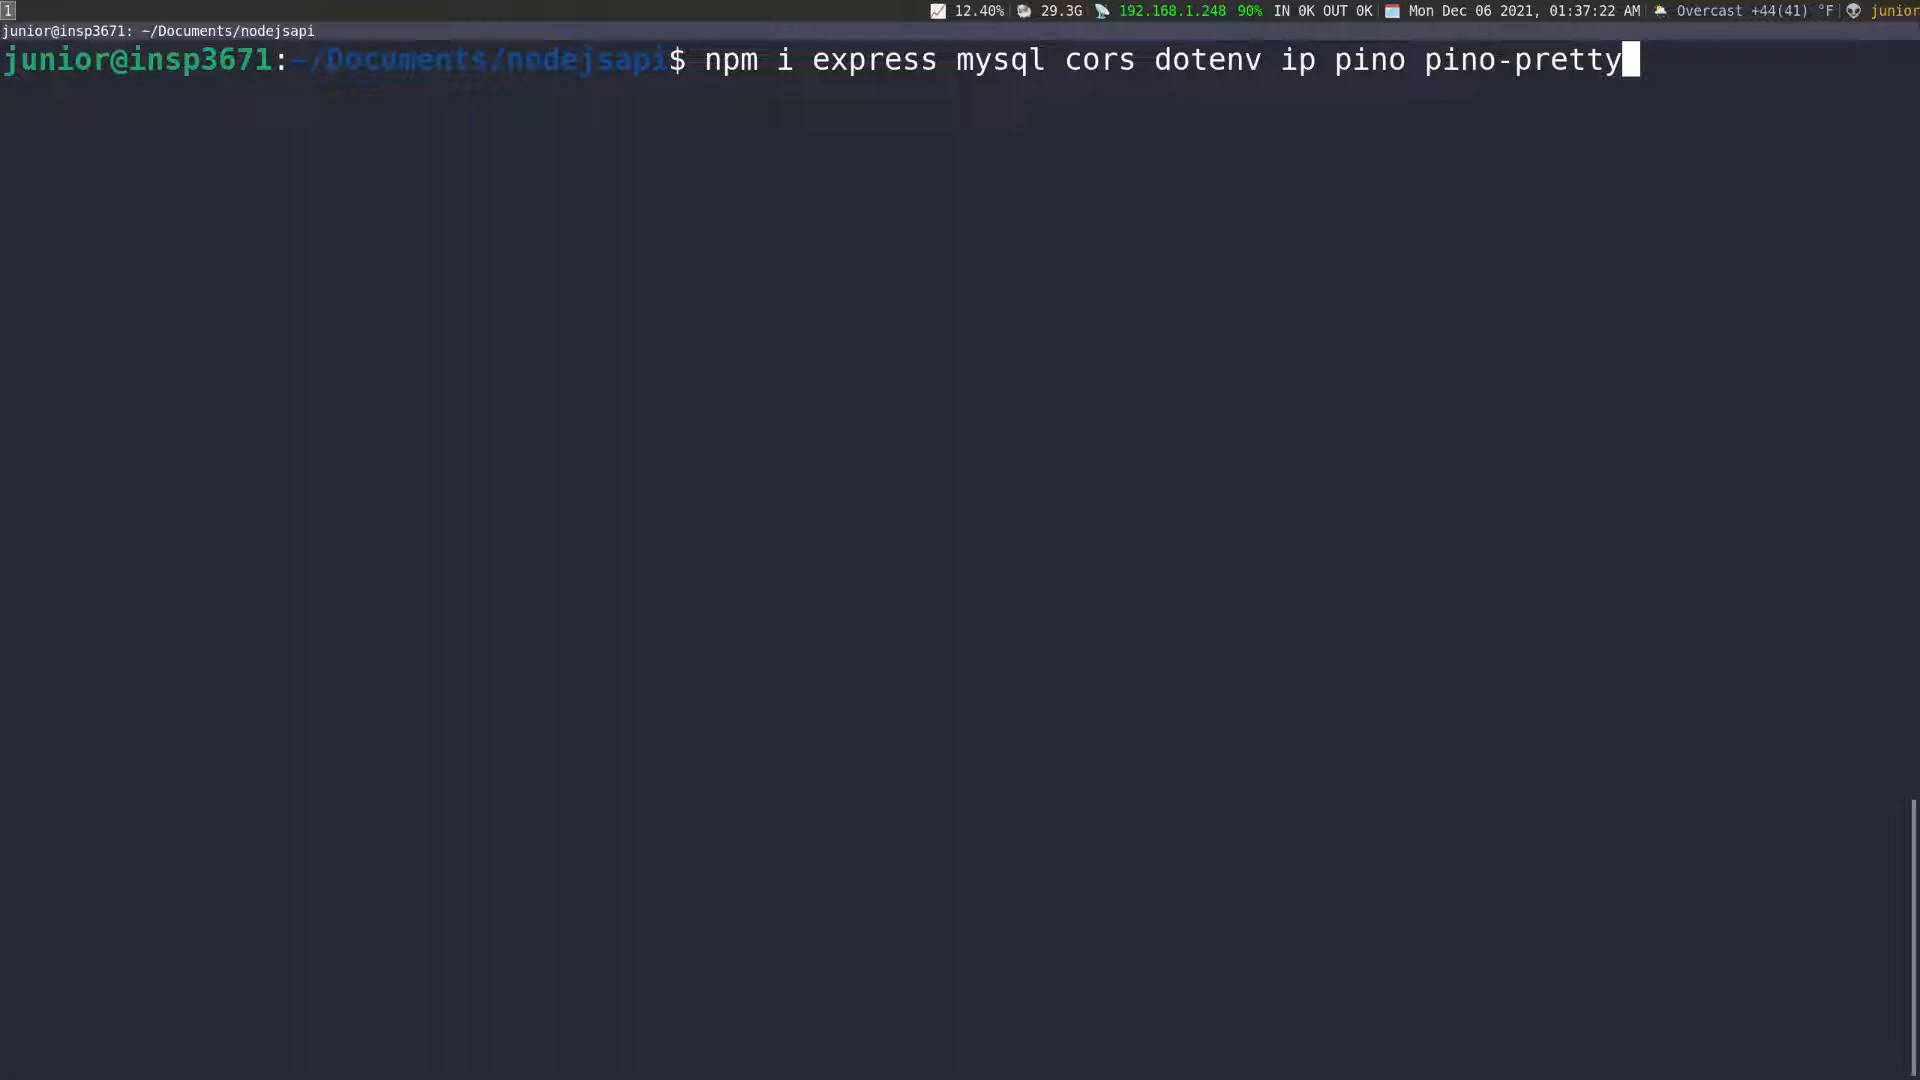 1 12.40% 29.3G 192.168.1.248 90% IN 0K OUT 0K Mon Dec 06 2021, 01:37:22 AM Overcast +44(41) °F junior
junior@insp3671: ~/Documents/nodejsapi
junior@insp3671:~/Documents/nodejsapi$ npm i express mysql cors dotenv ip pino pino-pretty